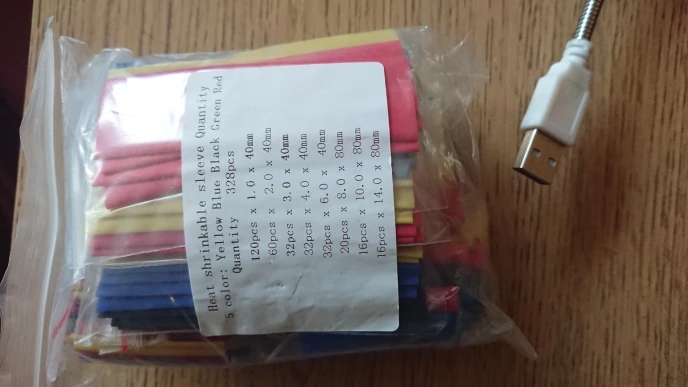 Heat shrinkable sleeve Quantity
5 color: Yellow Blue Black Green Red
Quantity 328pcs
120pcs x 1.0 x 40mm
60pcs x 2.0 x 40mm
32pcs x 3.0 x 40mm
32pcs x 4.0 x 40mm
32pcs x 6.0 x 40mm
20pcs x 8.0 x 80mm
16pcs x 10.0 x 80mm
16pcs x 14.0 x 80mm